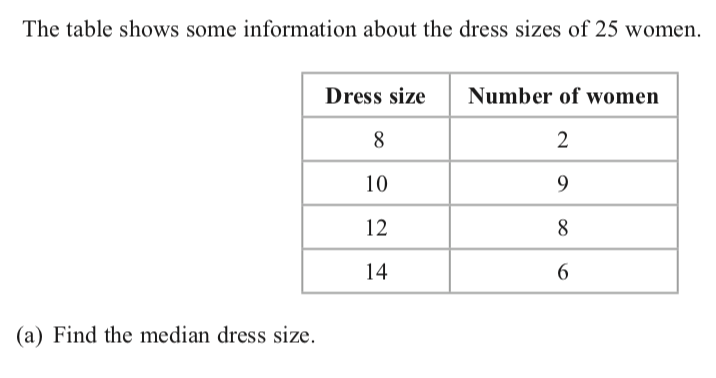 The table shows some information about the dress sizes of 25 women.
Dress size Number of women
8 2
10 9
12 8
14 6
(a) Find the median dress size.